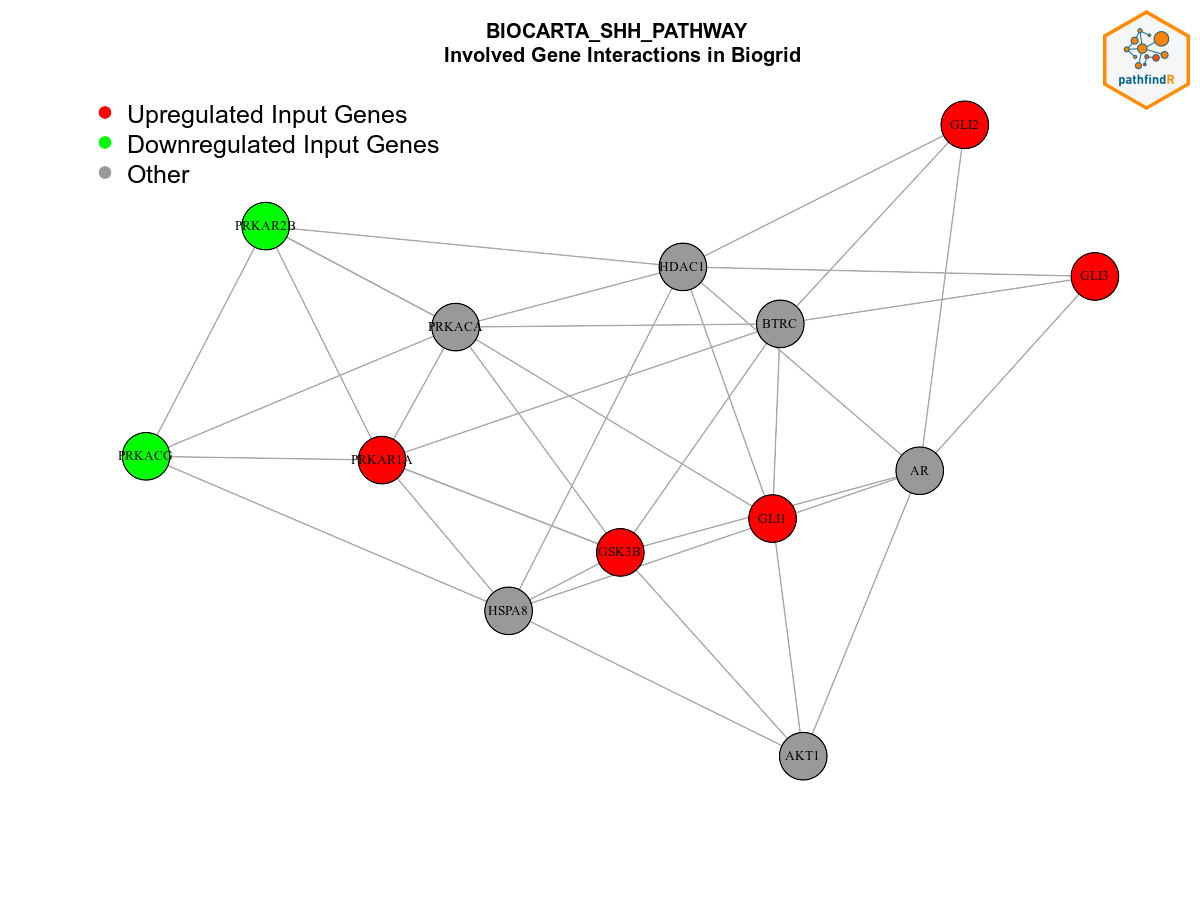 BIOCARTA_SHH_PATHWAY
Involved Gene Interactions in Biogrid
pathfindR
Upregulated Input Genes
Downregulated Input Genes
Other
GLI2
PRKAR2B
HDAC1
GLI3
PRKACA
BTRC
PRKACG
PRKAR1A
AR
GLI1
GSK3B
HSPA8
AKT1